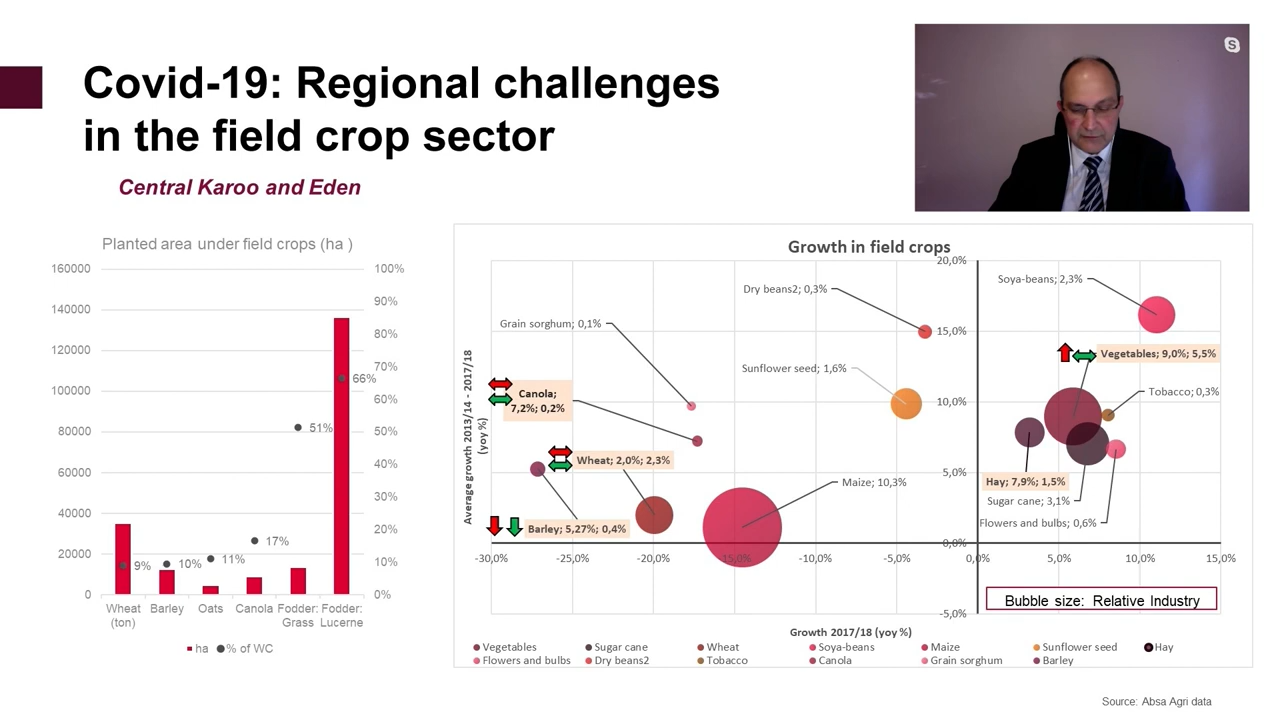 Covid-19: Regional challenges
in the field crop sector
Central Karoo and Eden
Planted area under field crops (ha )
160000
140000
120000
100000
80000
60000
40000
20000
0
100%
90%
80%
70%
60%
50%
40%
30%
20%
10%
0%
9%
10%
11%
17%
51%
66%
Wheat
(ton)
Barley
Oats
Canola
Fodder:
Grass
Fodder:
Lucerne
ha
% of WC
Growth in field crops
20,0%
15,0%
10,0%
5,0%
0,0%
-5,0%
Average growth 2013/14 - 2017/18
(yoy %)
Soya-beans; 2,3%
Dry beans2; 0,3%
Grain sorghum; 0,1%
Vegetables; 9,0%; 5,5%
Sunflower seed; 1,6%
Tobacco; 0,3%
Canola;
7,2%; 0,2%
Wheat; 2,0%; 2,3%
Maize; 10,3%
Hay; 7,9%; 1,5%
Sugar cane; 3,1%
Flowers and bulbs; 0,6%
Barley; 5,27%; 0,4%
-30,0%
-25,0%
-20,0%
-15,0%
-10,0%
-5,0%
0,0%
5,0%
10,0%
15,0%
Bubble size: Relative Industry
Growth 2017/18 (yoy %)
Vegetables
Sugar cane
Wheat
Soya-beans
Maize
Sunflower seed
Hay
Flowers and bulbs
Dry beans2
Tobacco
Canola
Grain sorghum
Barley
Source: Absa Agri data